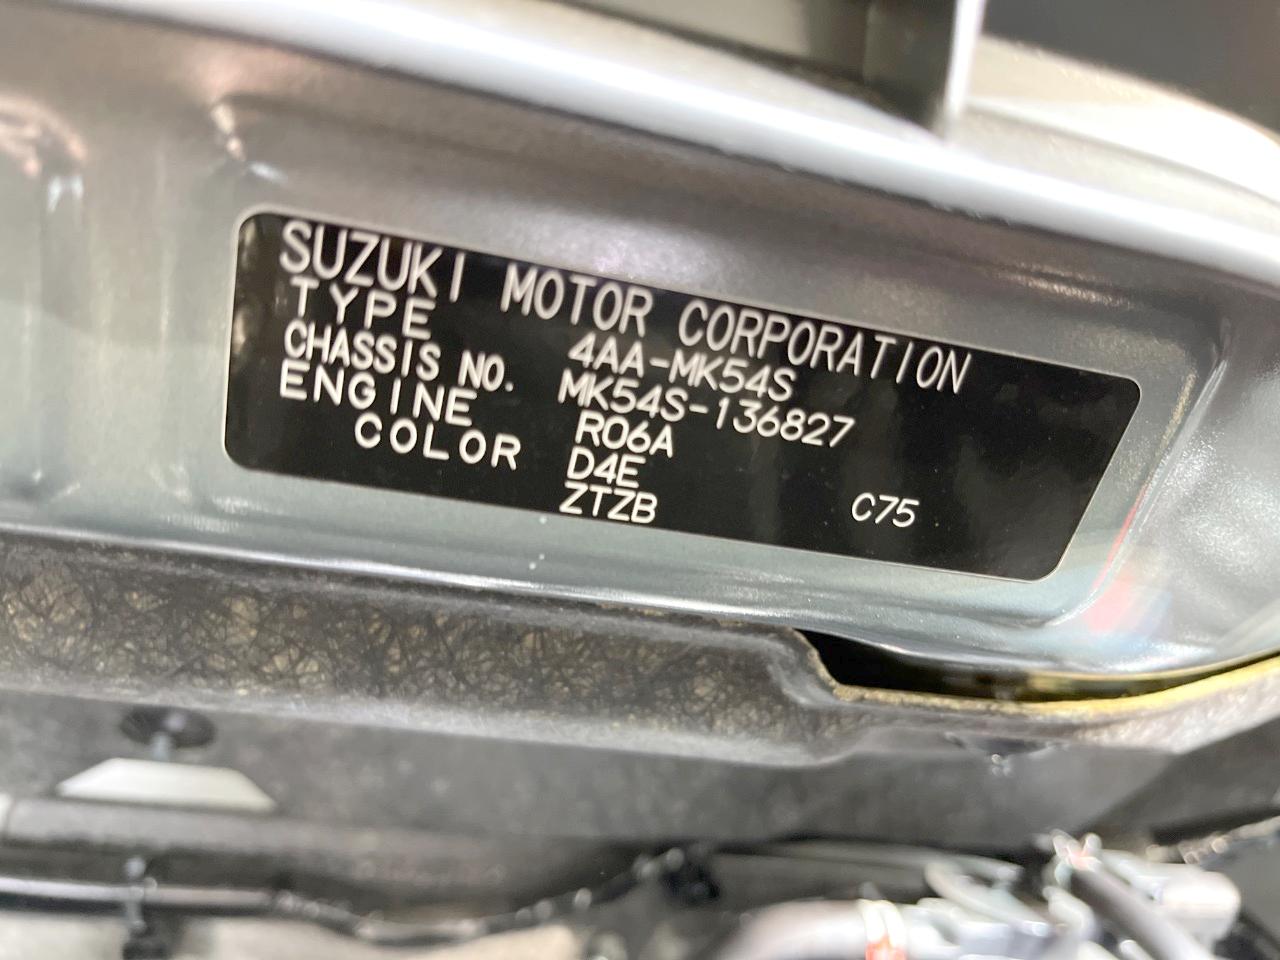 SUZUKI MOTOR CORPORATION
TYPE 4AA-MK54S
CHASSIS NO. MK54S-136827
ENGINE R06A
COLOR D4E
ZTZB C75